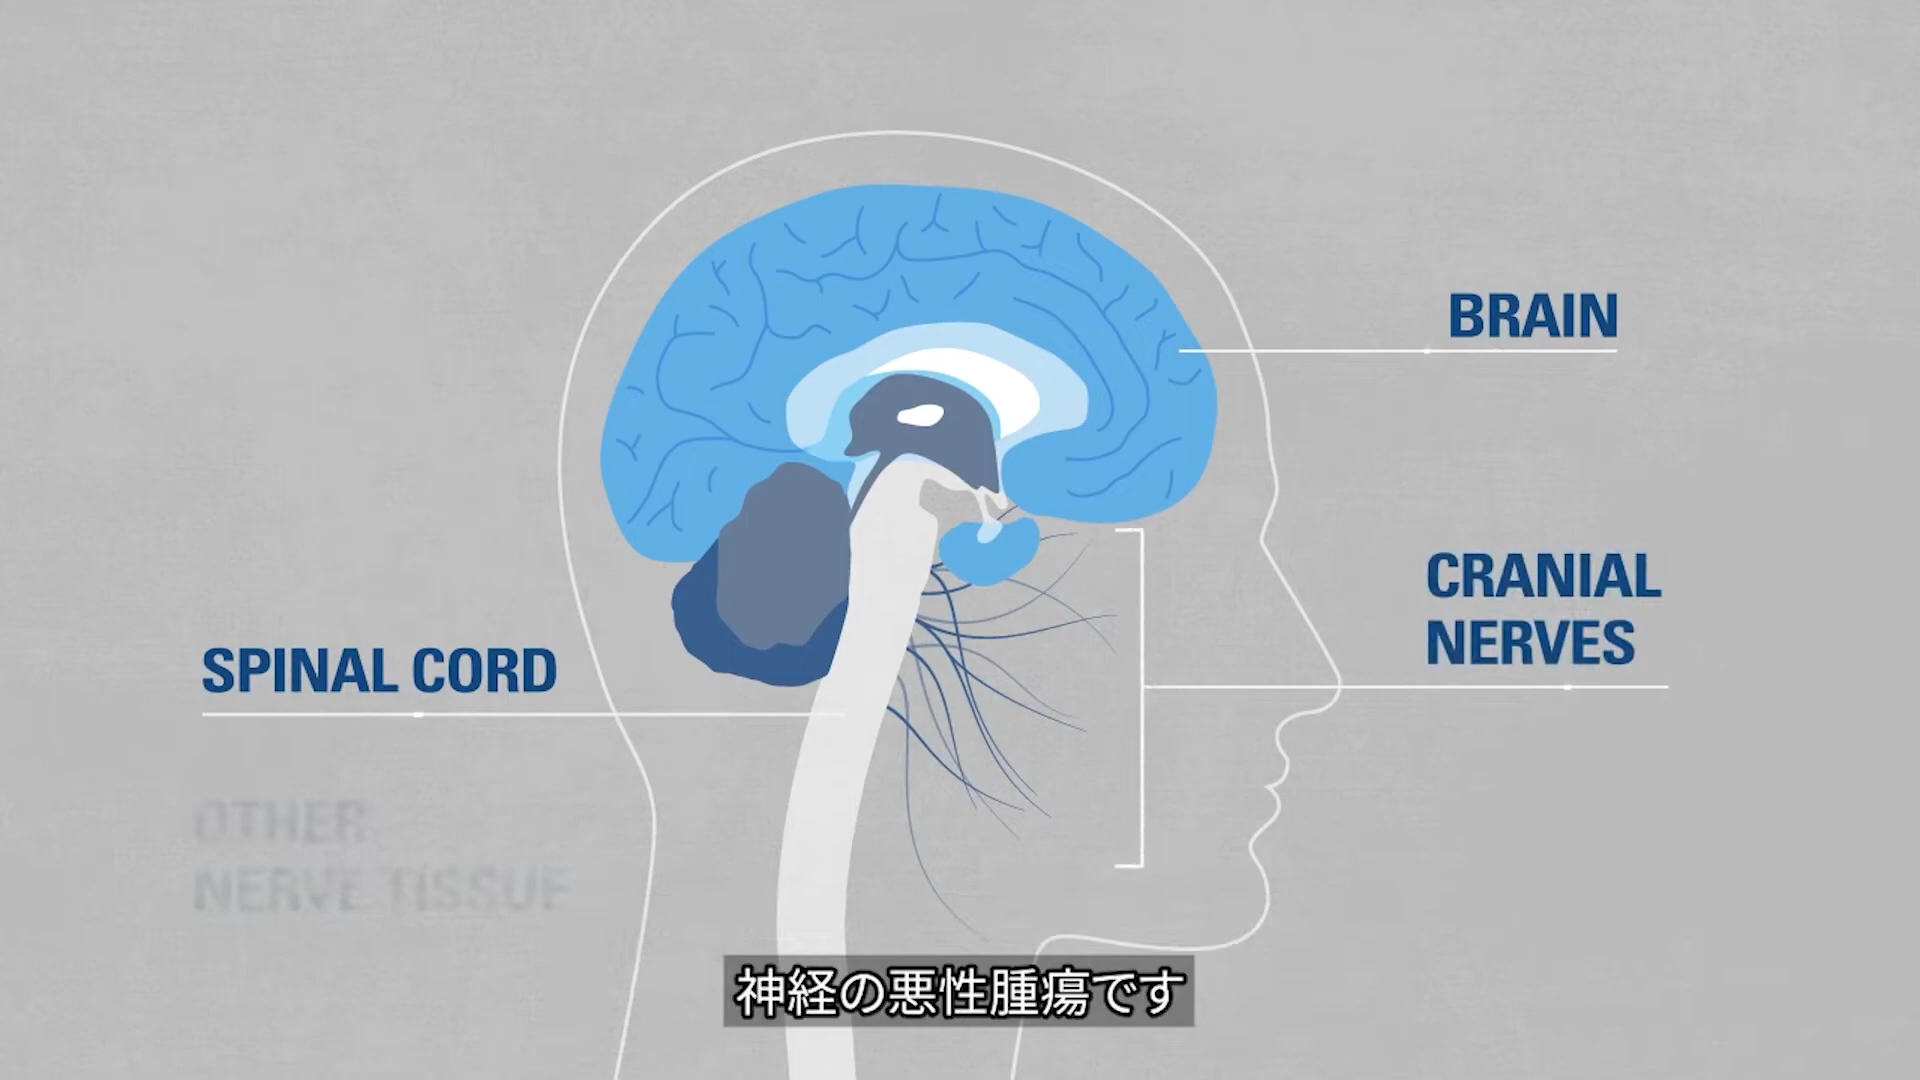 BRAIN
CRANIAL
NERVES
SPINAL CORD
OTHER
NERVE TISSUE
神経の悪性腫瘍です